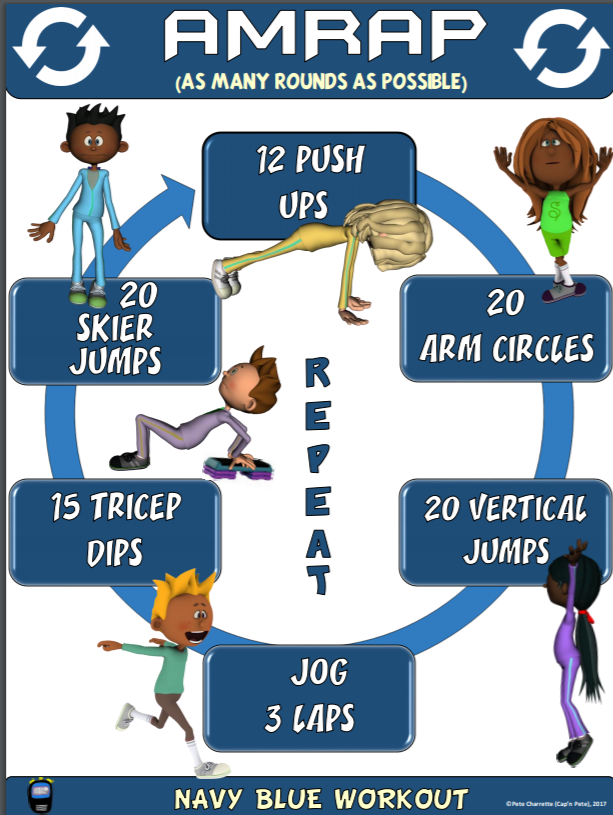 AMRAP
(AS MANY ROUNDS AS POSSIBLE)
12 PUSH
UPS
20
ARM CIRCLES
20 VERTICAL
JUMPS
JOG
3 LAPS
15 TRICEP
DIPS
20
SKIER
JUMPS
REPEAT
S
NAVY BLUE WORKOUT
©Pete Charrette (Cap'n Pete), 2017